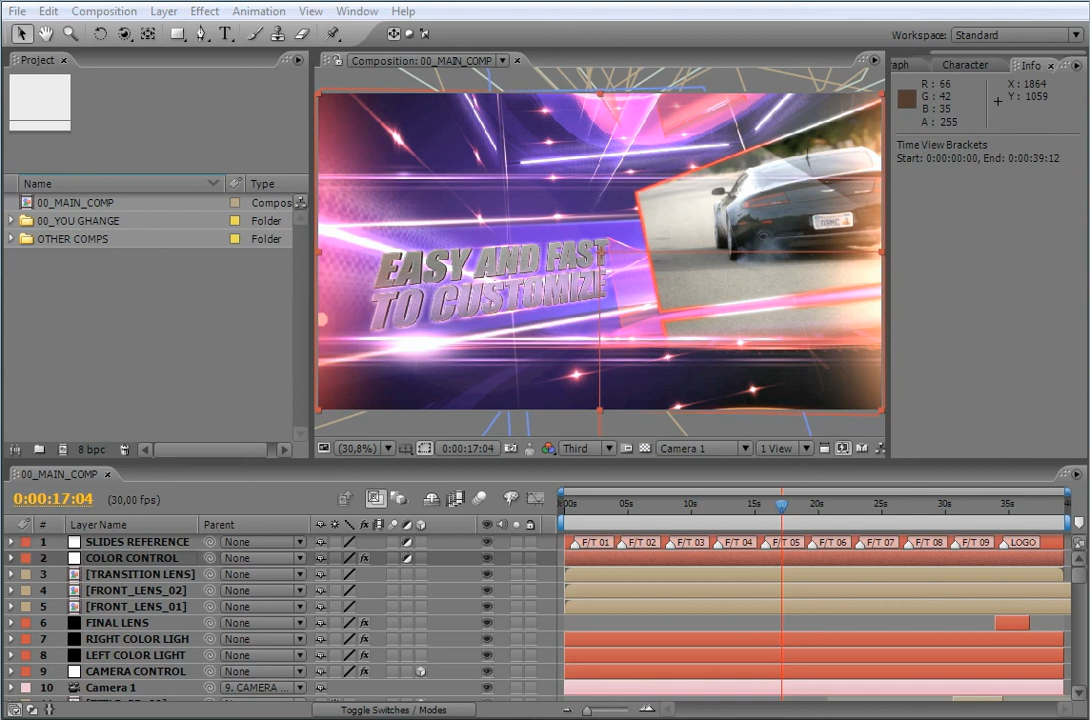 File Edit Composition Layer Effect Animation View Window Help
Workspace: Standard
Project
Composition: 00_MAIN_COMP
Character
Info
R : 66
G : 42
B : 35
A : 255
X : 1864
Y : 1059
Time View Brackets
Start: 0:00:00:00, End: 0:00:39:12
Name Type
00_MAIN_COMP Compos
00_YOU GHANGE Folder
OTHER COMPS Folder
8 bpc
EASY AND FAST
TO CUSTOMIZE
(30,8%) 0:00:17:04 Third Camera 1 1 View
00_MAIN_COMP
0:00:17:04 (30,00 fps)
05s 10s 15s 20s 25s 30s 35s
# Layer Name Parent
1 SLIDES REFERENCE None
F/T 01 F/T 02 F/T 03 F/T 04 F/T 05 F/T 06 F/T 07 F/T 08 F/T 09 LOGO
2 COLOR CONTROL None
3 [TRANSITION LENS] None
4 [FRONT_LENS_02] None
5 [FRONT_LENS_01] None
6 FINAL LENS None
7 RIGHT COLOR LIGH None
8 LEFT COLOR LIGHT None
9 CAMERA CONTROL None
10 Camera 1 9. CAMERA ...
Toggle Switches / Modes